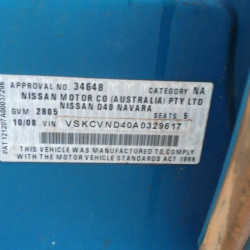 APPROVAL NO. 34648 CATEGORY NA
NISSAN MOTOR CO (AUSTRALIA) PTY LTD
NISSAN D40 NAVARA
GVM 2805 SEATS 5
10/08 VIN VSKCVND40A0329617
THIS VEHICLE WAS MANUFACTURED TO COMPLY WITH
THE MOTOR VEHICLE STANDARDS ACT 1989